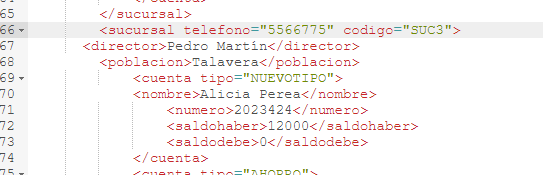 65 </sucursal>
66 <sucursal telefono="5566775" codigo="SUC3">
67 <director>Pedro Martín</director>
68 <poblacion>Talavera</poblacion>
69 <cuenta tipo="NUEVOTIPO">
70 <nombre>Alicia Perea</nombre>
71 <numero>2023424</numero>
72 <saldohaber>12000</saldohaber>
73 <saldodebe>0</saldodebe>
74 </cuenta>
75 <cuenta tipo="AHORRO">